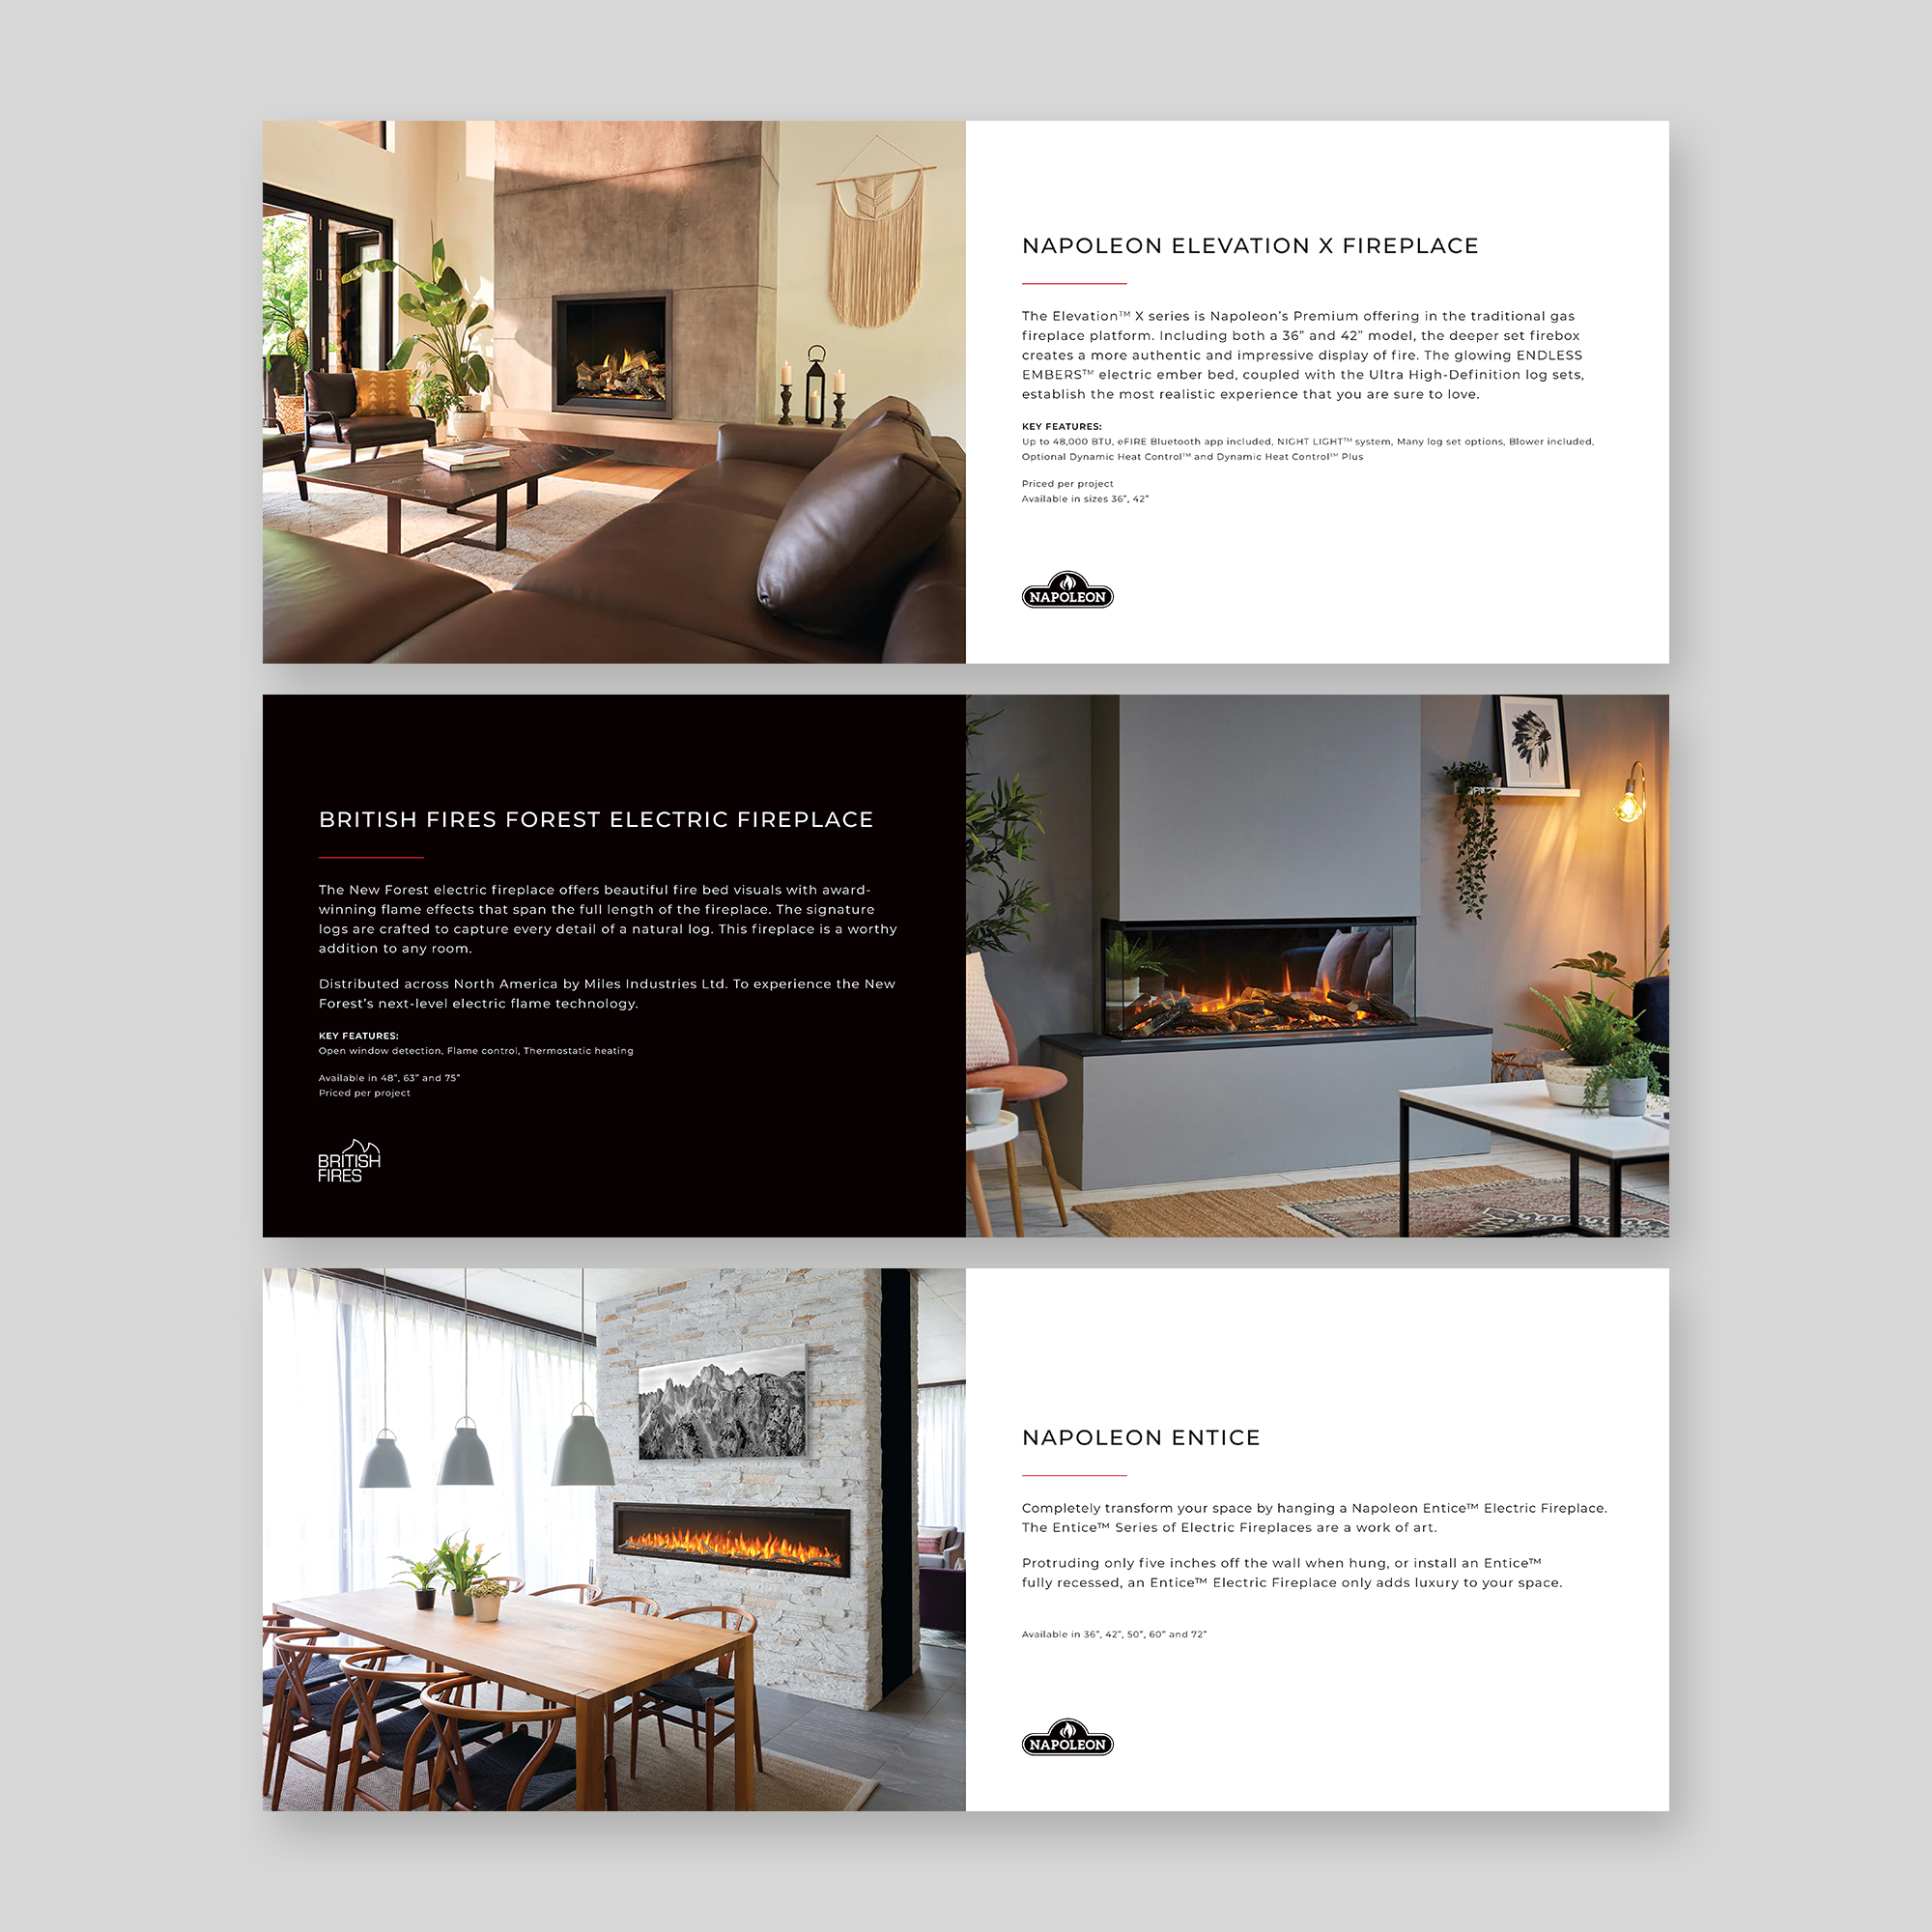 NAPOLEON ELEVATION X FIREPLACE
The Elevation™ X series is Napoleon's Premium offering in the traditional gas
fireplace platform. Including both a 36” and 42” model, the deeper set firebox
creates a more authentic and impressive display of fire. The glowing ENDLESS
EMBERS™ electric ember bed, coupled with the Ultra High-Definition log sets,
establish the most realistic experience that you are sure to love.
KEY FEATURES:
Up to 48,000 BTU, eFIRE Bluetooth app included, NIGHT LIGHT™ system, Many log set options, Blower included,
Optional Dynamic Heat Control™ and Dynamic Heat Control™ Plus
Priced per project
Available in sizes 36”, 42”
NAPOLEON
BRITISH FIRES FOREST ELECTRIC FIREPLACE
The New Forest electric fireplace offers beautiful fire bed visuals with award-
winning flame effects that span the full length of the fireplace. The signature
logs are crafted to capture every detail of a natural log. This fireplace is a worthy
addition to any room.
Distributed across North America by Miles Industries Ltd. To experience the New
Forest's next-level electric flame technology.
KEY FEATURES:
Open window detection, Flame control, Thermostatic heating
Available in 48”, 63” and 75”
Priced per project
BRITISH
FIRES
NAPOLEON ENTICE
Completely transform your space by hanging a Napoleon Entice™ Electric Fireplace.
The Entice™ Series of Electric Fireplaces are a work of art.
Protruding only five inches off the wall when hung, or install an Entice™
fully recessed, an Entice™ Electric Fireplace only adds luxury to your space.
Available in 36”, 42”, 50”, 60” and 72”
NAPOLEON